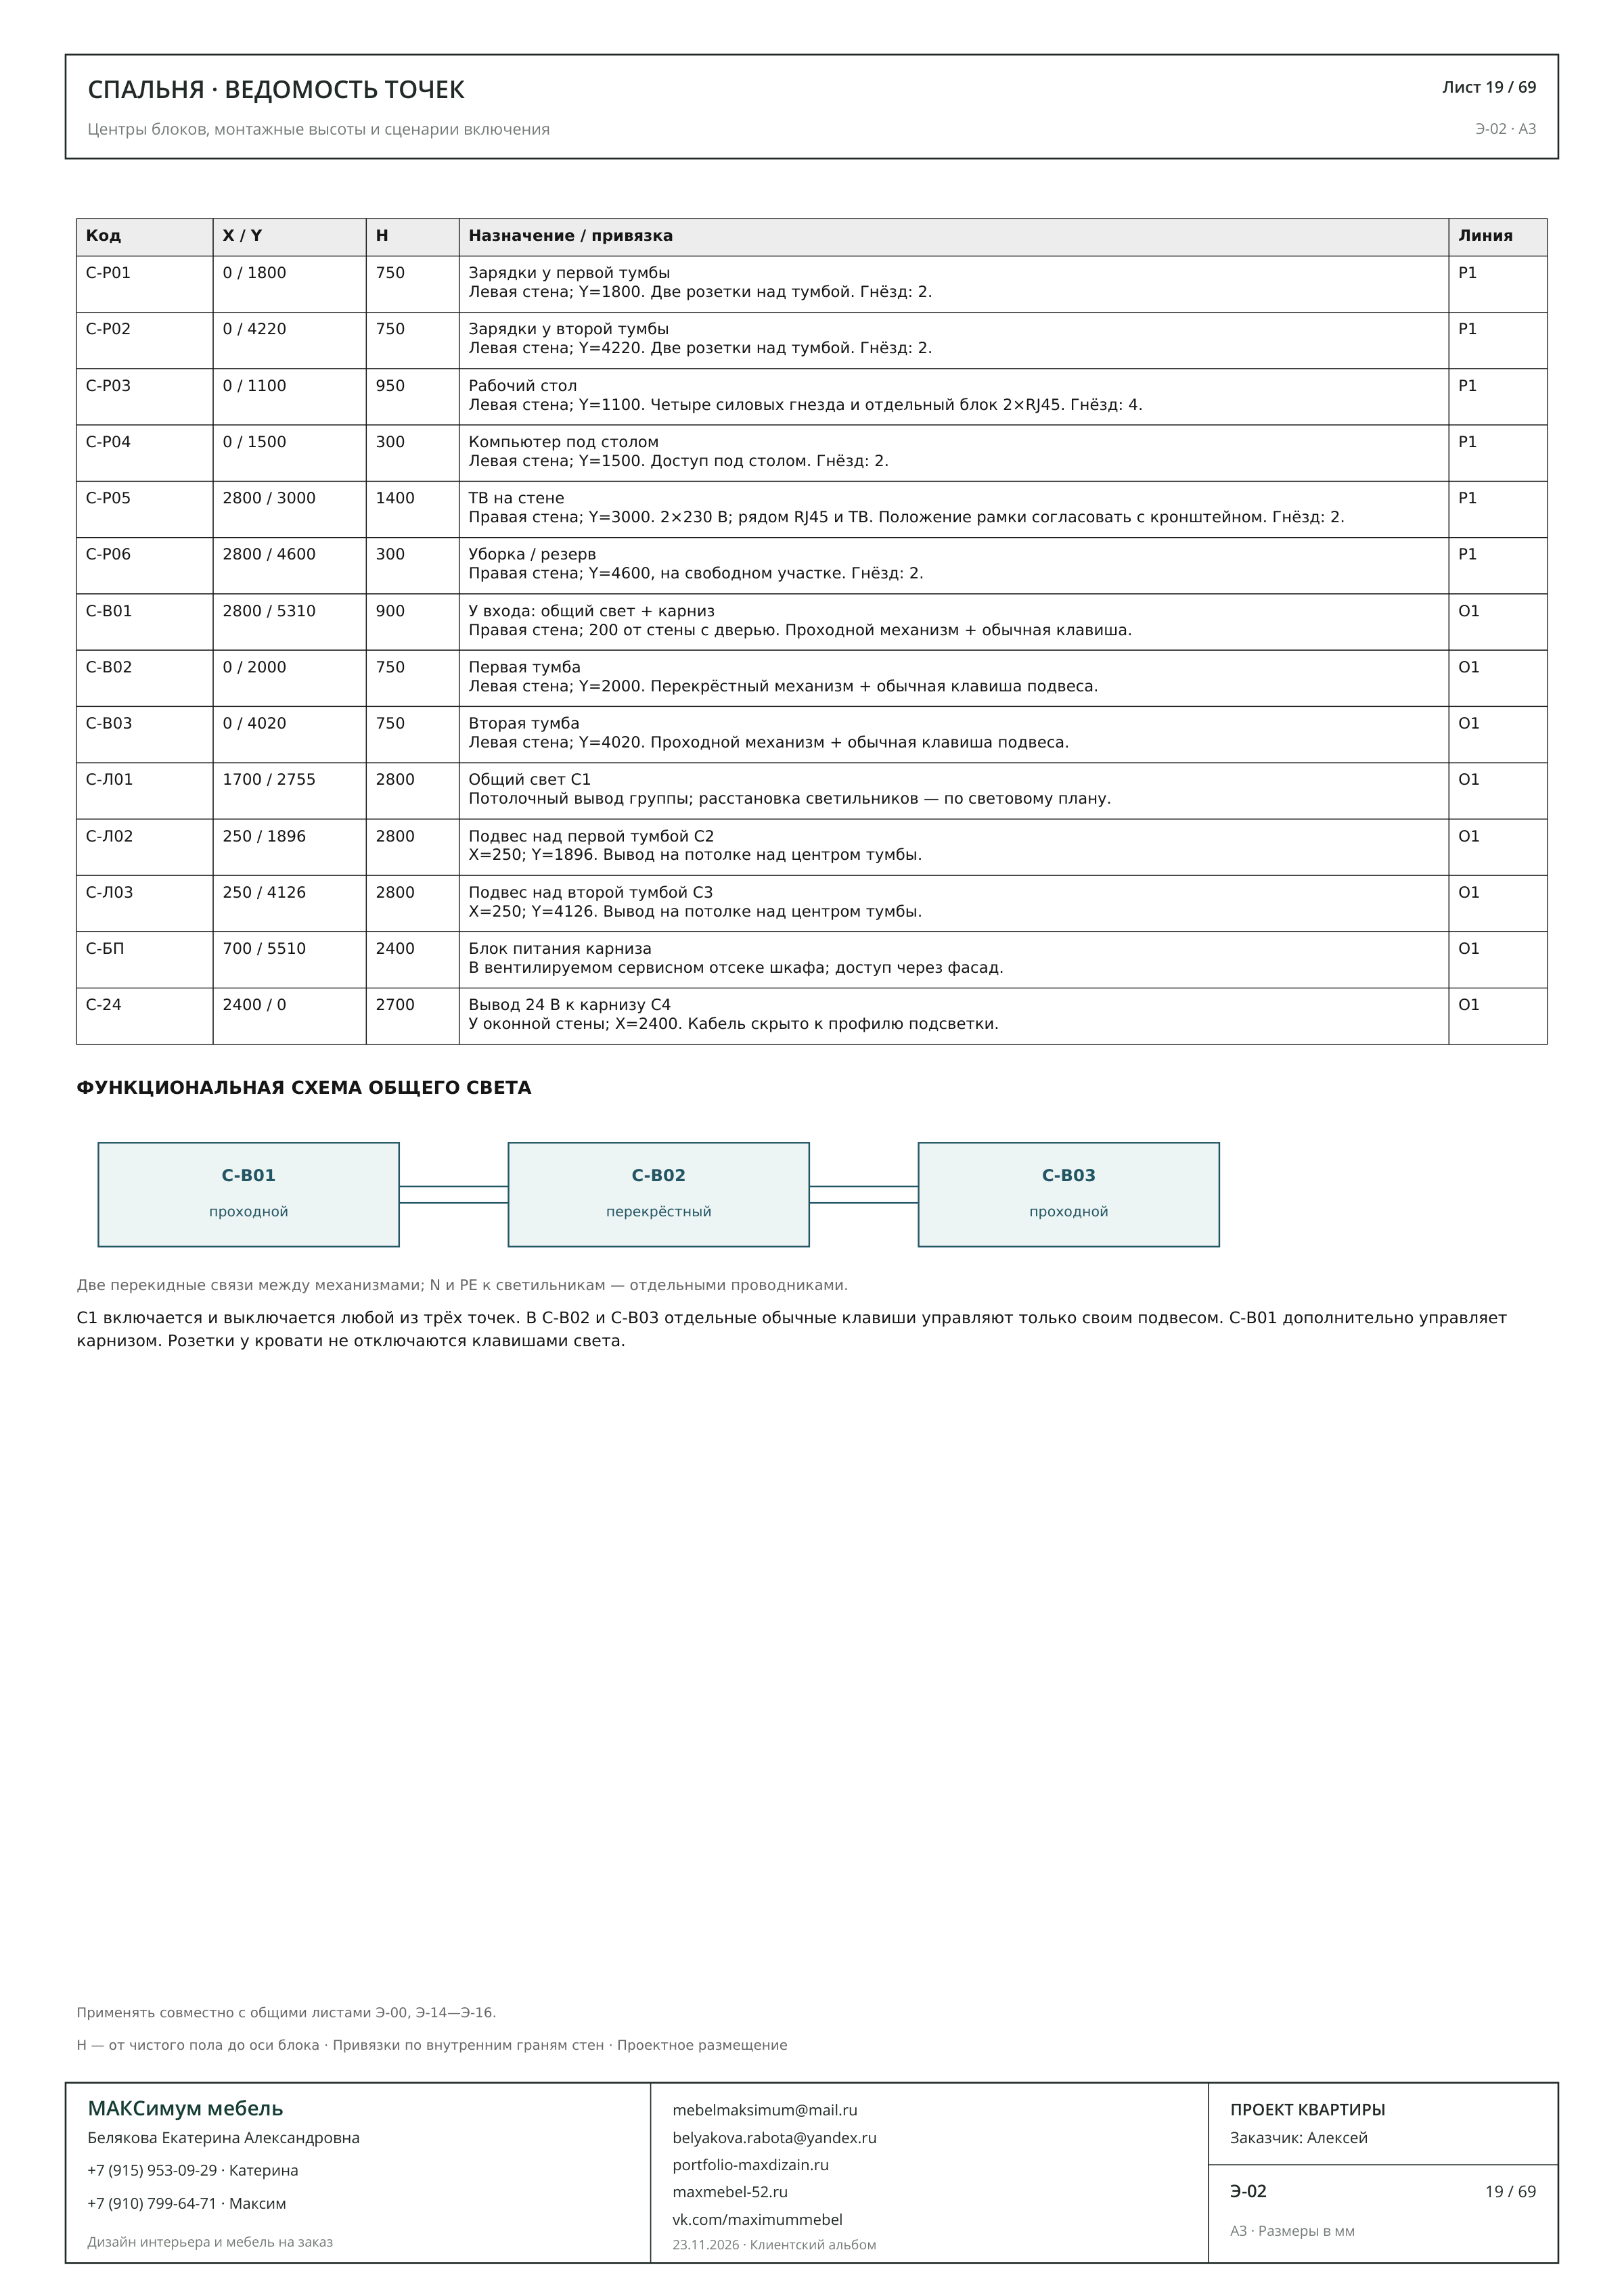 СПАЛЬНЯ · ВЕДОМОСТЬ ТОЧЕК
Лист 19 / 69
Центры блоков, монтажные высоты и сценарии включения
Э-02 · А3
Код X / Y H Назначение / привязка Линия
С-Р01 0 / 1800 750 Зарядки у первой тумбы Р1
Левая стена; Y=1800. Две розетки над тумбой. Гнёзд: 2.
С-Р02 0 / 4220 750 Зарядки у второй тумбы Р1
Левая стена; Y=4220. Две розетки над тумбой. Гнёзд: 2.
С-Р03 0 / 1100 950 Рабочий стол Р1
Левая стена; Y=1100. Четыре силовых гнезда и отдельный блок 2×RJ45. Гнёзд: 4.
С-Р04 0 / 1500 300 Компьютер под столом Р1
Левая стена; Y=1500. Доступ под столом. Гнёзд: 2.
С-Р05 2800 / 3000 1400 ТВ на стене Р1
Правая стена; Y=3000. 2×230 В; рядом RJ45 и ТВ. Положение рамки согласовать с кронштейном. Гнёзд: 2.
С-Р06 2800 / 4600 300 Уборка / резерв Р1
Правая стена; Y=4600, на свободном участке. Гнёзд: 2.
С-В01 2800 / 5310 900 У входа: общий свет + карниз О1
Правая стена; 200 от стены с дверью. Проходной механизм + обычная клавиша.
С-В02 0 / 2000 750 Первая тумба О1
Левая стена; Y=2000. Перекрёстный механизм + обычная клавиша подвеса.
С-В03 0 / 4020 750 Вторая тумба О1
Левая стена; Y=4020. Проходной механизм + обычная клавиша подвеса.
С-Л01 1700 / 2755 2800 Общий свет С1 О1
Потолочный вывод группы; расстановка светильников — по световому плану.
С-Л02 250 / 1896 2800 Подвес над первой тумбой С2 О1
X=250; Y=1896. Вывод на потолке над центром тумбы.
С-Л03 250 / 4126 2800 Подвес над второй тумбой С3 О1
X=250; Y=4126. Вывод на потолке над центром тумбы.
С-БП 700 / 5510 2400 Блок питания карниза О1
В вентилируемом сервисном отсеке шкафа; доступ через фасад.
С-24 2400 / 0 2700 Вывод 24 В к карнизу С4 О1
У оконной стены; X=2400. Кабель скрыто к профилю подсветки.
ФУНКЦИОНАЛЬНАЯ СХЕМА ОБЩЕГО СВЕТА
С-В01 С-В02 С-В03
проходной перекрёстный проходной
Две перекидные связи между механизмами; N и PE к светильникам — отдельными проводниками.
С1 включается и выключается любой из трёх точек. В С-В02 и С-В03 отдельные обычные клавиши управляют только своим подвесом. С-В01 дополнительно управляет
карнизом. Розетки у кровати не отключаются клавишами света.
Применять совместно с общими листами Э-00, Э-14—Э-16.
Н — от чистого пола до оси блока · Привязки по внутренним граням стен · Проектное размещение
МАКСимум мебель
Белякова Екатерина Александровна
+7 (915) 953-09-29 · Катерина
+7 (910) 799-64-71 · Максим
Дизайн интерьера и мебель на заказ
mebelmaksimum@mail.ru
belyakova.rabota@yandex.ru
portfolio-maxdizain.ru
maxmebel-52.ru
vk.com/maximummebel
23.11.2026 · Клиентский альбом
ПРОЕКТ КВАРТИРЫ
Заказчик: Алексей
Э-02 19 / 69
А3 · Размеры в мм